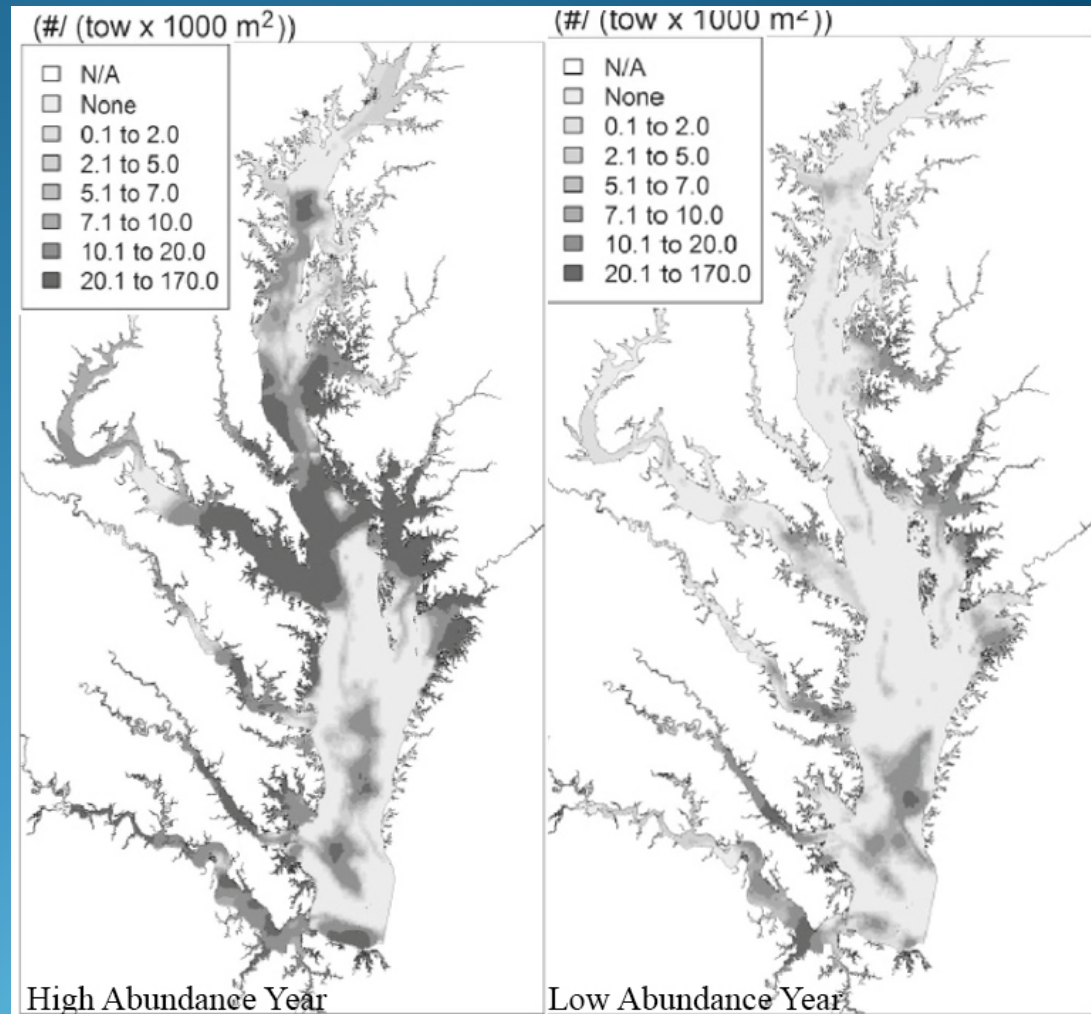 (#/ (tow x 1000 m²))
N/A
None
0.1 to 2.0
2.1 to 5.0
5.1 to 7.0
7.1 to 10.0
10.1 to 20.0
20.1 to 170.0
High Abundance Year
(#/ (tow x 1000 m²))
N/A
None
0.1 to 2.0
2.1 to 5.0
5.1 to 7.0
7.1 to 10.0
10.1 to 20.0
20.1 to 170.0
Low Abundance Year